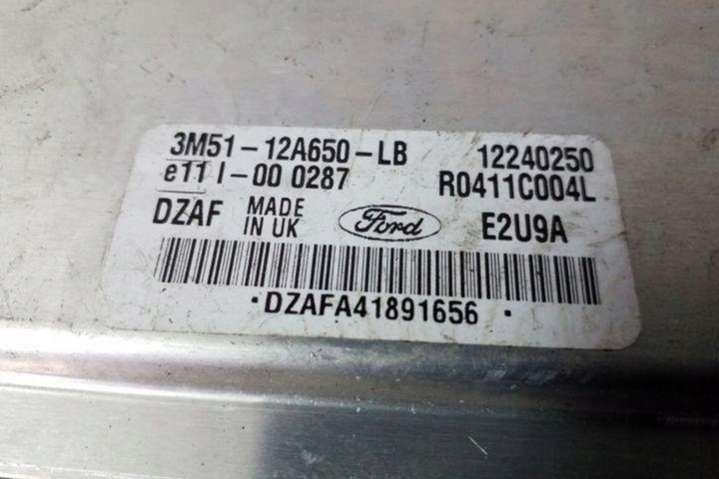 3M51-12A650-LB 12240250
e11 I-00 0287 R0411C004L
DZAF MADE IN UK Ford E2U9A
·DZAFA41891656·